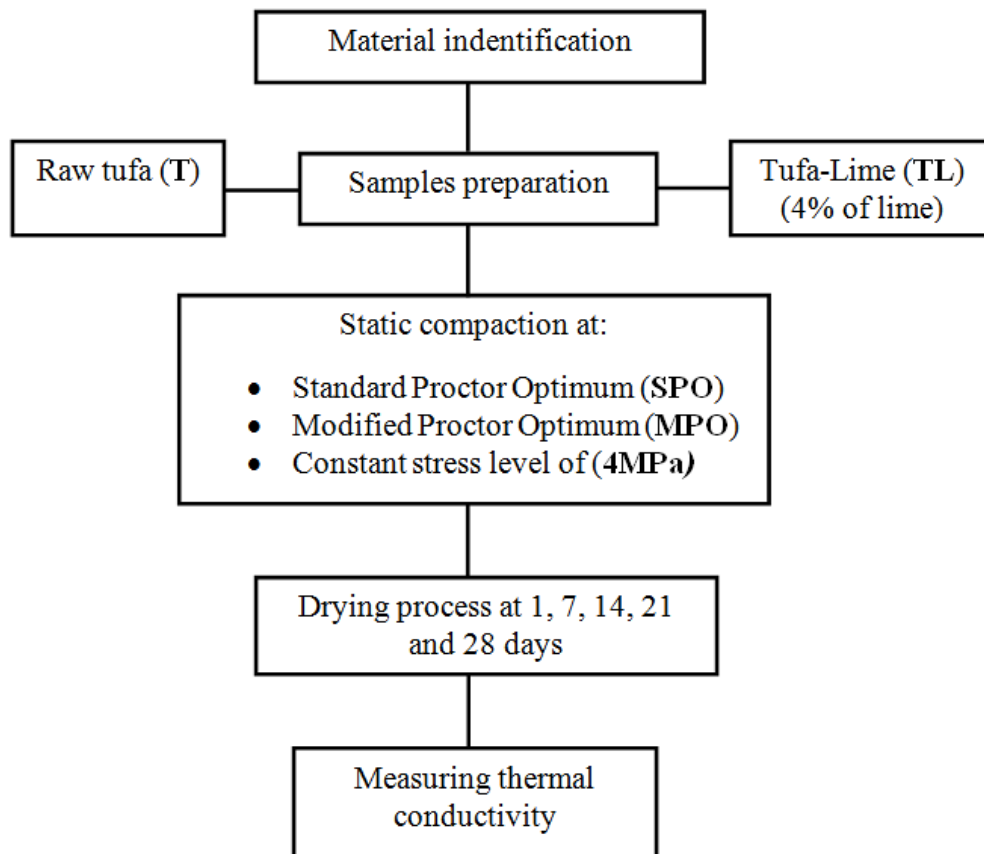 Material indentification
Raw tufa (T)
Samples preparation
Tufa-Lime (TL)
(4% of lime)
Static compaction at:
• Standard Proctor Optimum (SPO)
• Modified Proctor Optimum (MPO)
• Constant stress level of (4MPa)
Drying process at 1, 7, 14, 21
and 28 days
Measuring thermal
conductivity